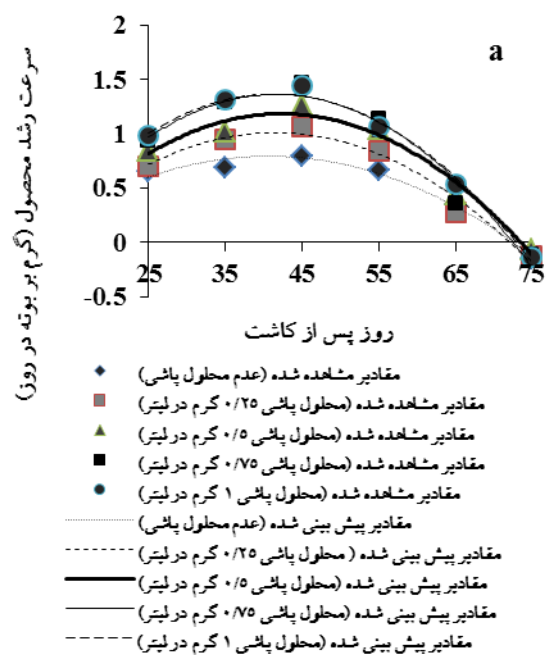 a
2
1.5
1
0.5
0
-0.5
25 35 45 55 65 75
سرعت رشد محصول (گرم بر بوته در روز)
روز پس از کاشت
مقادیر مشاهده شده (عدم محلول پاشی)
مقادیر مشاهده شده (محلول پاشی ۰/۲۵ گرم در لیتر)
مقادیر مشاهده شده (محلول پاشی ۰/۵ گرم در لیتر)
مقادیر مشاهده شده (محلول پاشی ۰/۷۵ گرم در لیتر)
مقادیر مشاهده شده (محلول پاشی ۱ گرم در لیتر)
مقادیر پیش بینی شده (عدم محلول پاشی)
مقادیر پیش بینی شده ( محلول پاشی ۰/۲۵ گرم در لیتر)
مقادیر پیش بینی شده (محلول پاشی ۰/۵ گرم در لیتر)
مقادیر پیش بینی شده (محلول پاشی ۰/۷۵ گرم در لیتر)
مقادیر پیش بینی شده (محلول پاشی ۱ گرم در لیتر)